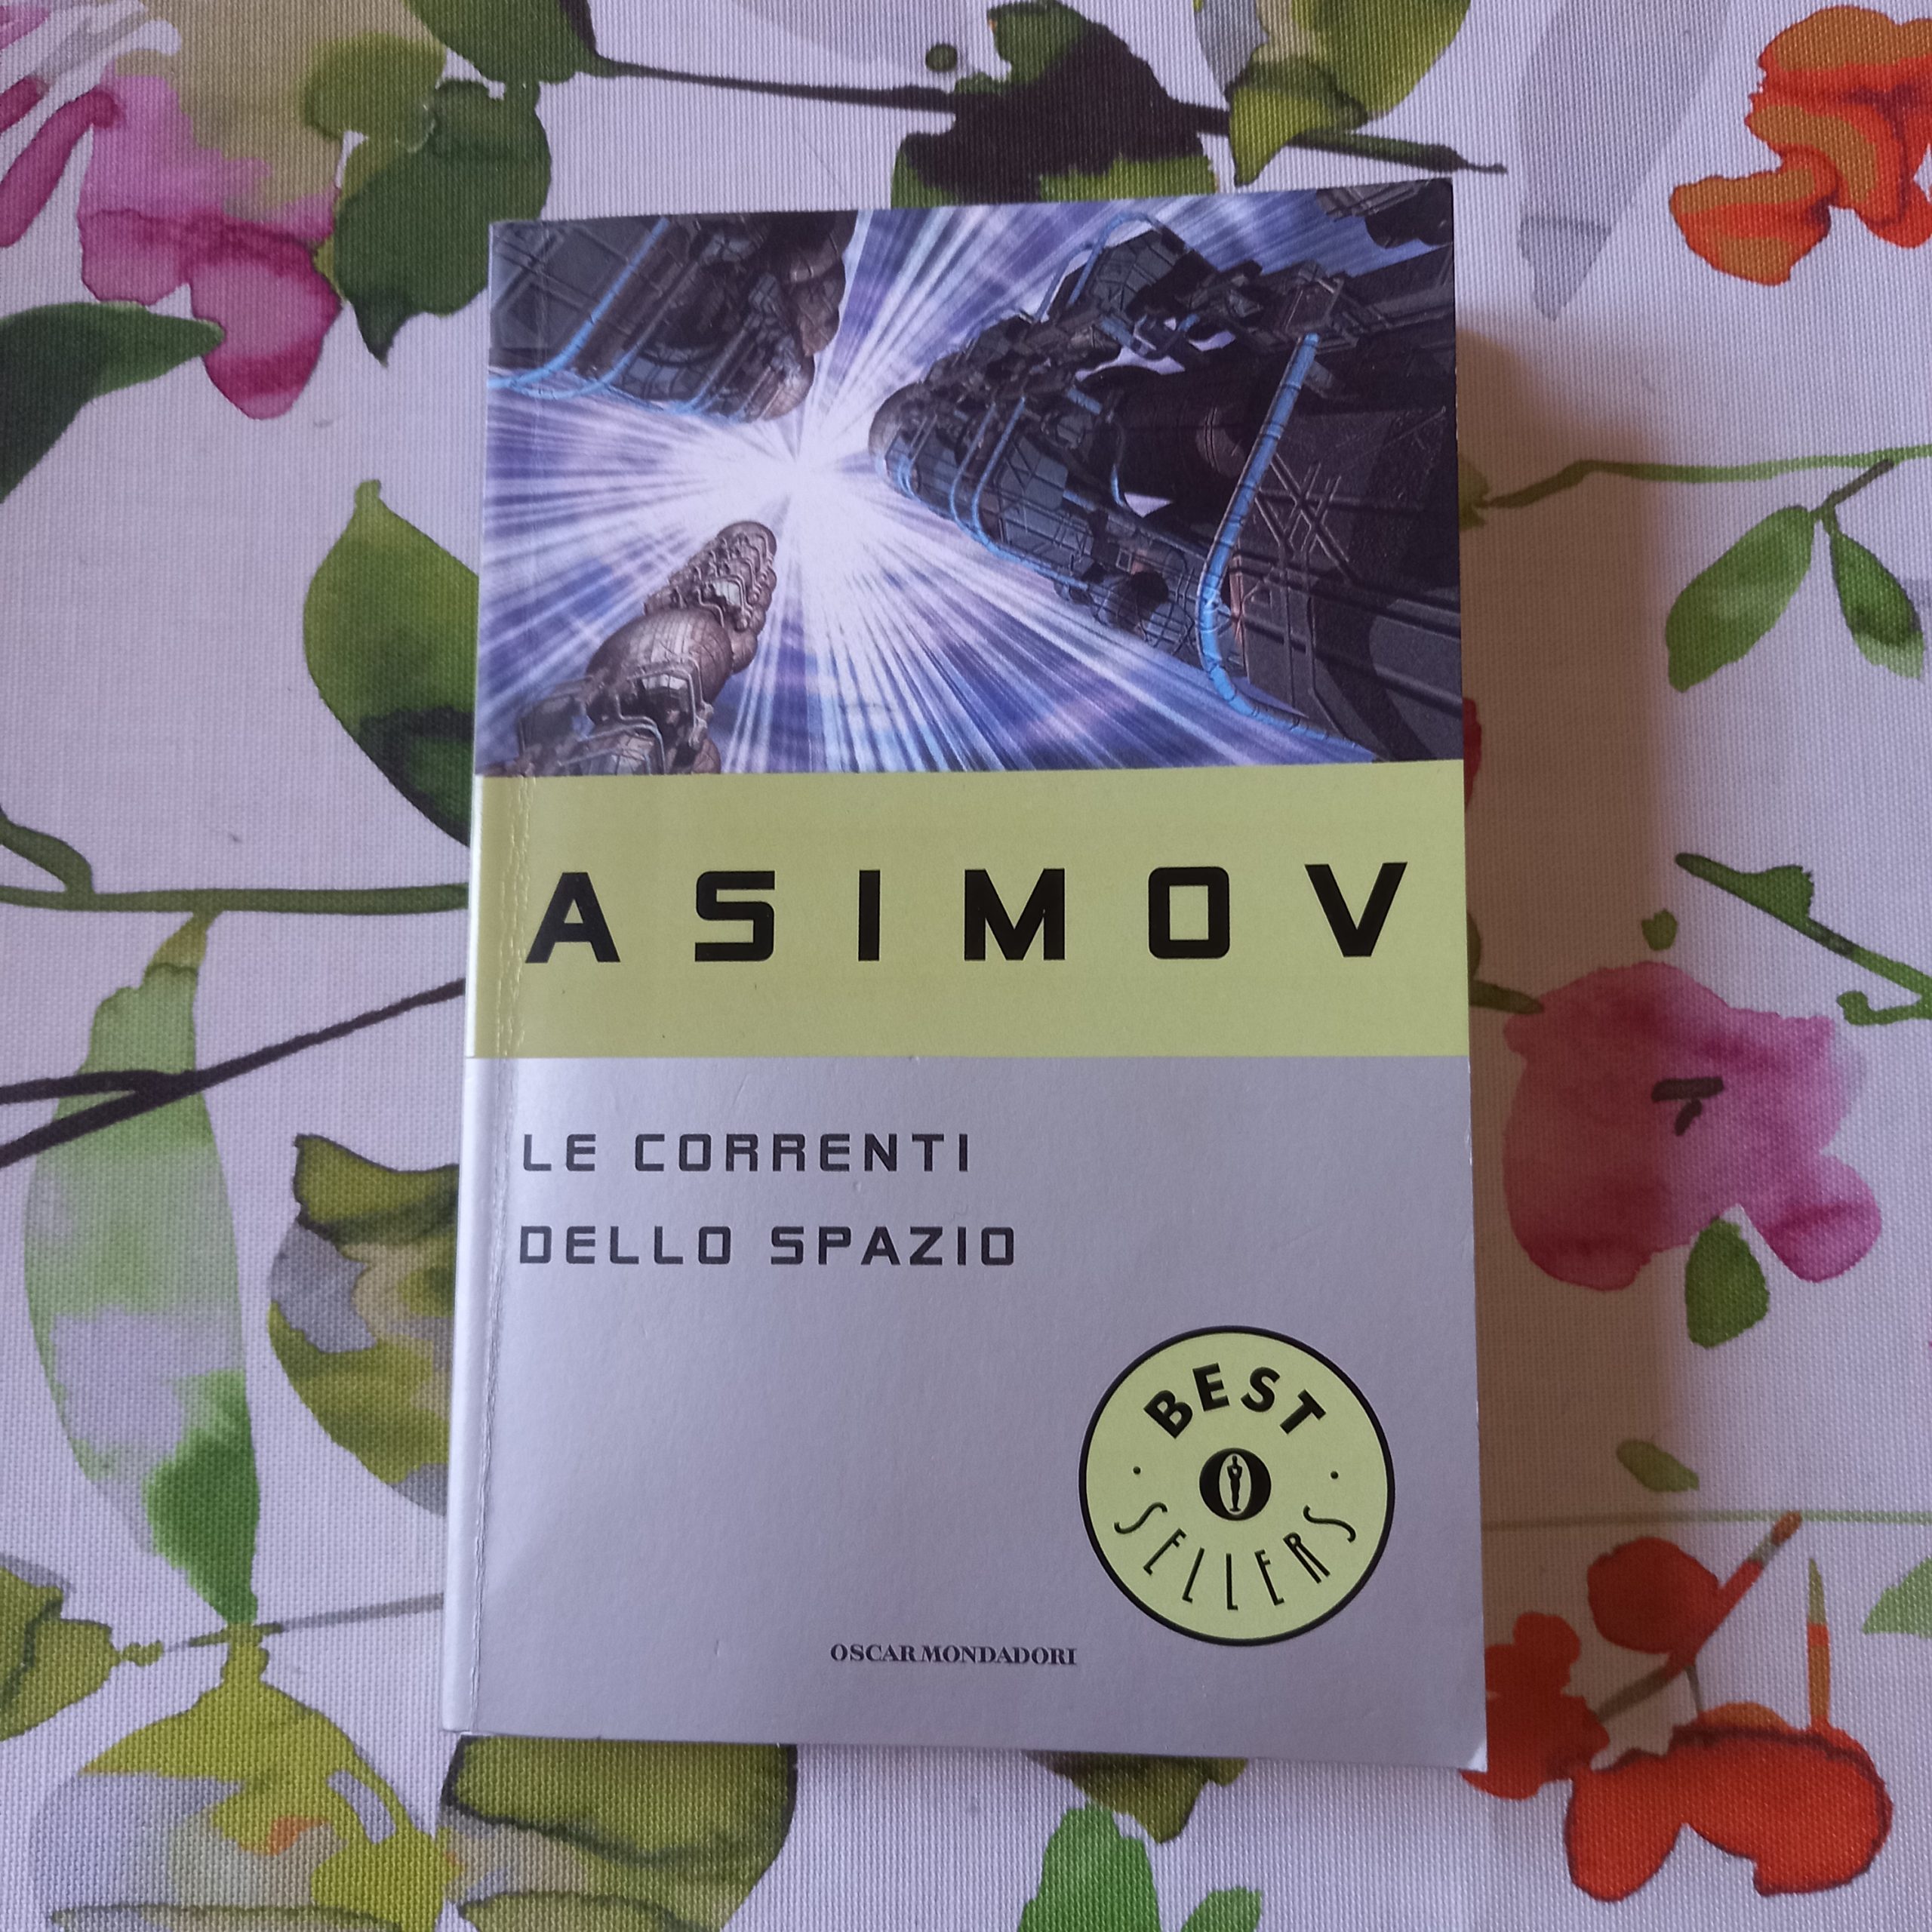 ASIMOV
LE CORRENTI
DELLO SPAZIO
BEST
O
SELLERS
OSCAR MONDADORI